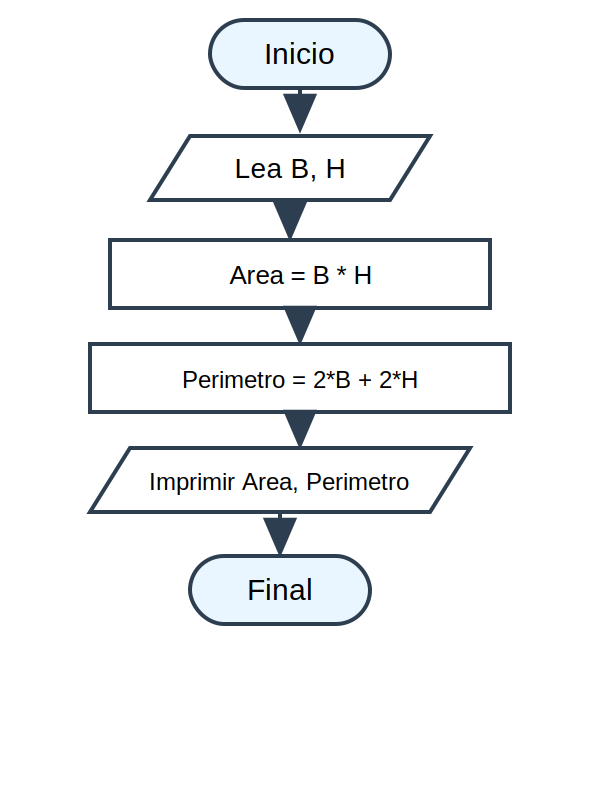 Inicio
Lea B, H
Area = B * H
Perimetro = 2*B + 2*H
Imprimir Area, Perimetro
Final